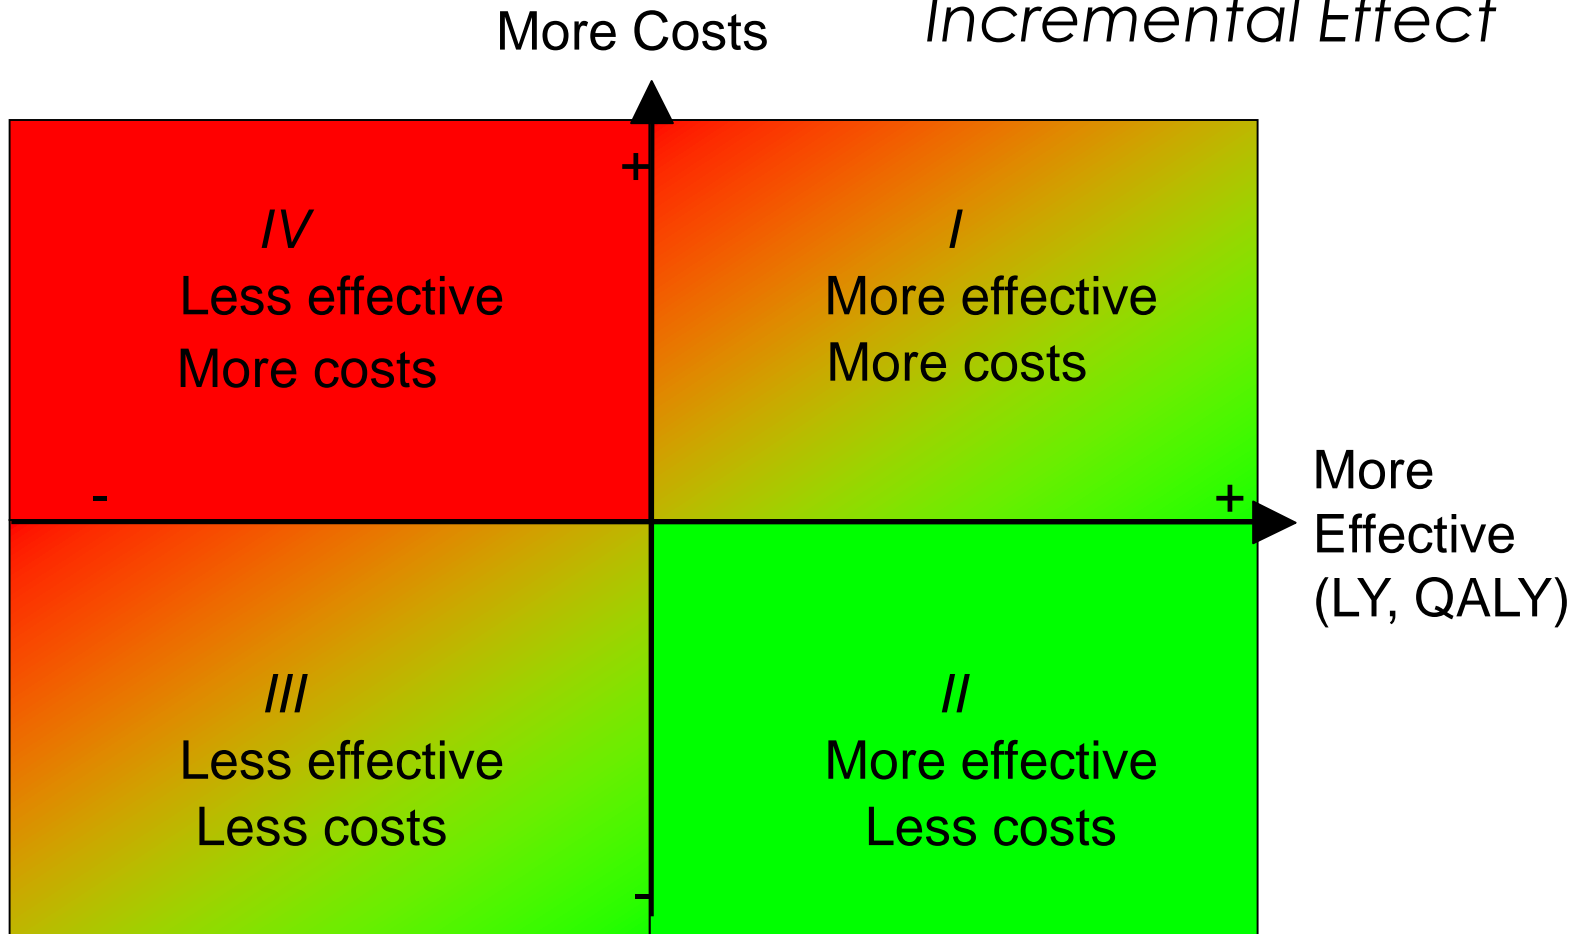 More Costs
Incremental Effect
+
IV
Less effective
More costs
I
More effective
More costs
-
+
More
Effective
(LY, QALY)
III
Less effective
Less costs
II
More effective
Less costs
-